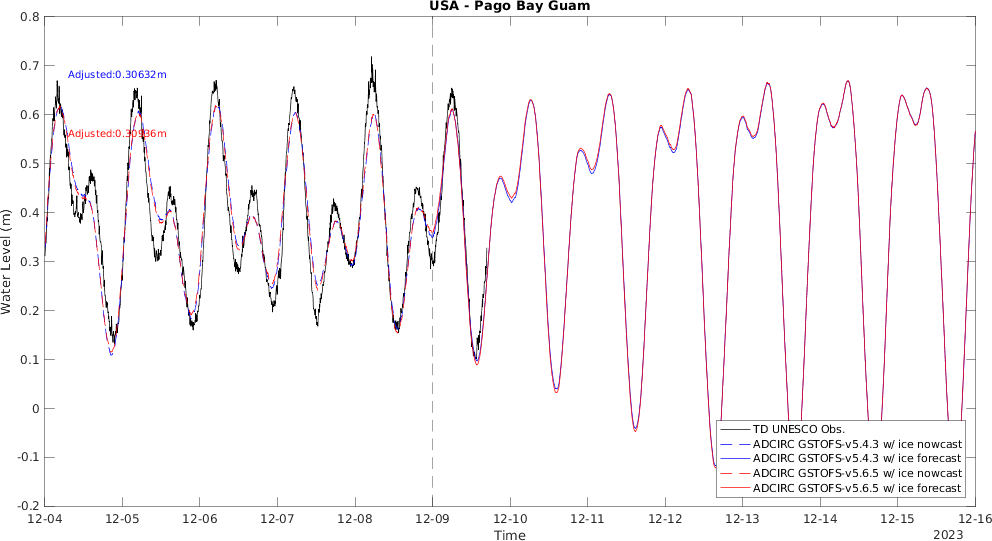 USA - Pago Bay Guam
0.8
0.7
0.6
0.5
0.4
0.3
0.2
0.1
0
-0.1
-0.2
Water Level (m)
Adjusted:0.30632m
Adjusted:0.30936m
TD UNESCO Obs.
ADCIRC GSTOFS-v5.4.3 w/ ice nowcast
ADCIRC GSTOFS-v5.4.3 w/ ice forecast
ADCIRC GSTOFS-v5.6.5 w/ ice nowcast
ADCIRC GSTOFS-v5.6.5 w/ ice forecast
12-04 12-05 12-06 12-07 12-08 12-09 12-10 12-11 12-12 12-13 12-14 12-15 12-16
Time
2023